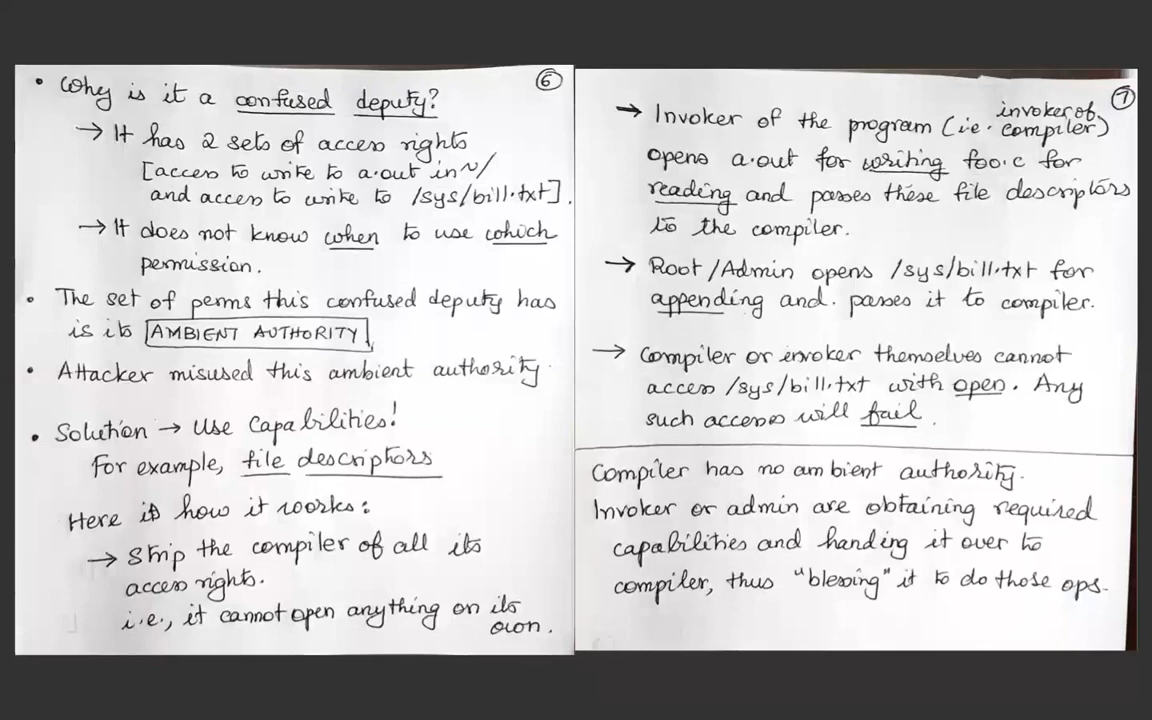 ⑥
• Why is it a confused deputy?
→ It has 2 sets of access rights
[access to write to a.out in ~/
and access to write to /sys/bill.txt].
→ It does not know when to use which
permission.
• The set of perms this confused deputy has
is its AMBIENT AUTHORITY.
• Attacker misused this ambient authority.
• Solution → Use Capabilities!
For example, file descriptors
Here is how it works:
→ Strip the compiler of all its
access rights.
i.e., it cannot open anything on its
own.
⑦
→ Invoker of the program (i.e. invoker of compiler)
opens a.out for writing foo.c for
reading and passes these file descriptors
to the compiler.
→ Root/Admin opens /sys/bill.txt for
appending and. passes it to compiler.
→ Compiler or invoker themselves cannot
access /sys/bill.txt with open. Any
such access will fail.
Compiler has no ambient authority.
Invoker or admin are obtaining required
capabilities and handing it over to
compiler, thus "blessing" it to do those ops.